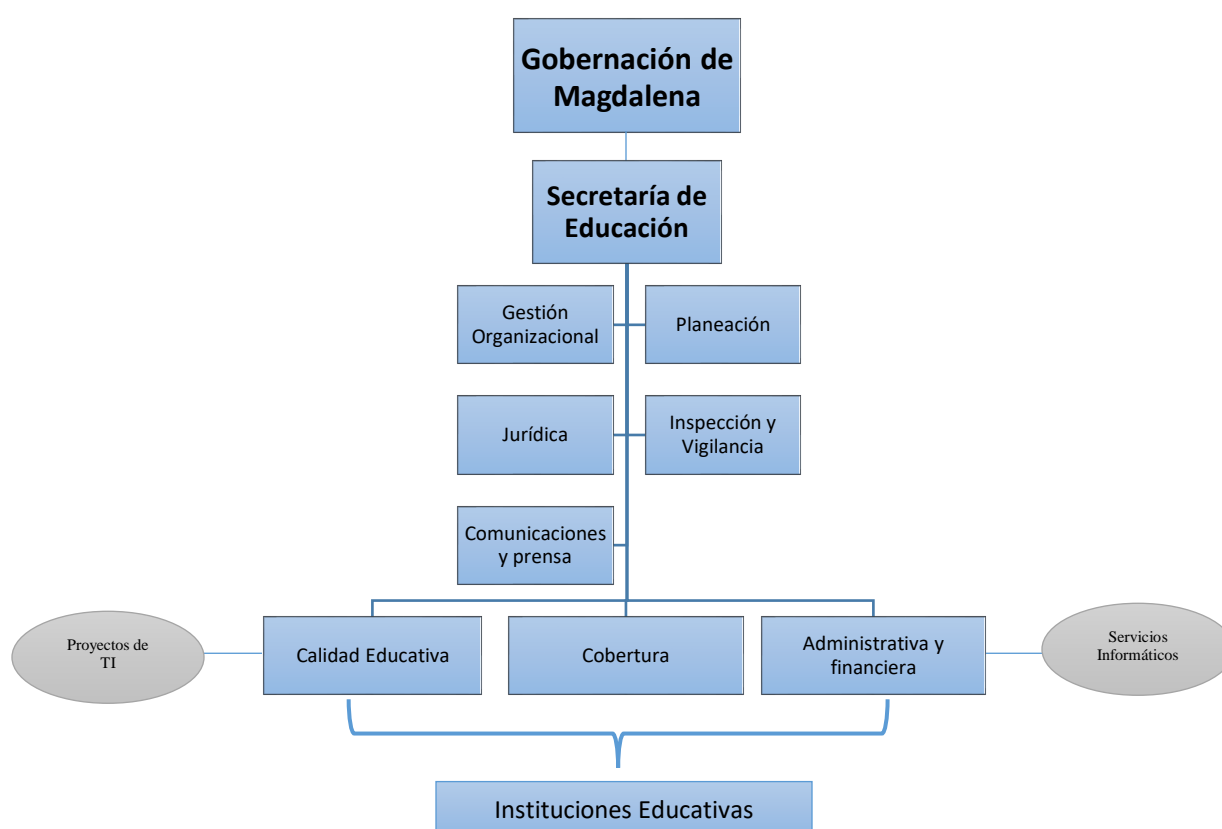 Gobernación de
Magdalena
Secretaría de
Educación
Gestión
Organizacional
Planeación
Jurídica
Inspección y
Vigilancia
Comunicaciones
y prensa
Proyectos de
TI
Calidad Educativa
Cobertura
Administrativa y
financiera
Servicios
Informáticos
Instituciones Educativas